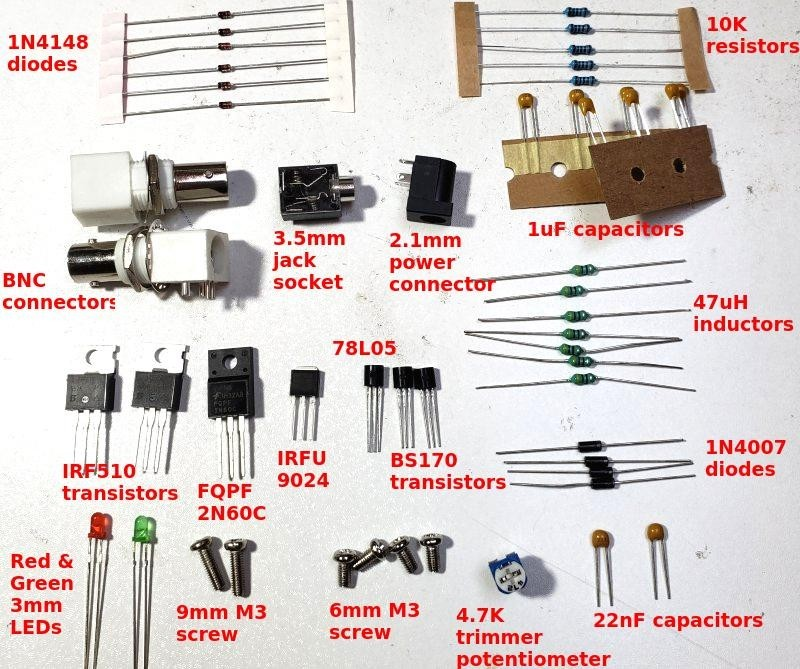 1N4148
diodes
10K
resistors
1uF capacitors
3.5mm
jack
socket
2.1mm
power
connector
BNC
connectors
47uH
inductors
78L05
IRF510
transistors
FQPF
2N60C
IRFU
9024
BS170
transistors
1N4007
diodes
Red &
Green
3mm
LEDs
9mm M3
screw
6mm M3
screw
4.7K
trimmer
potentiometer
22nF capacitors